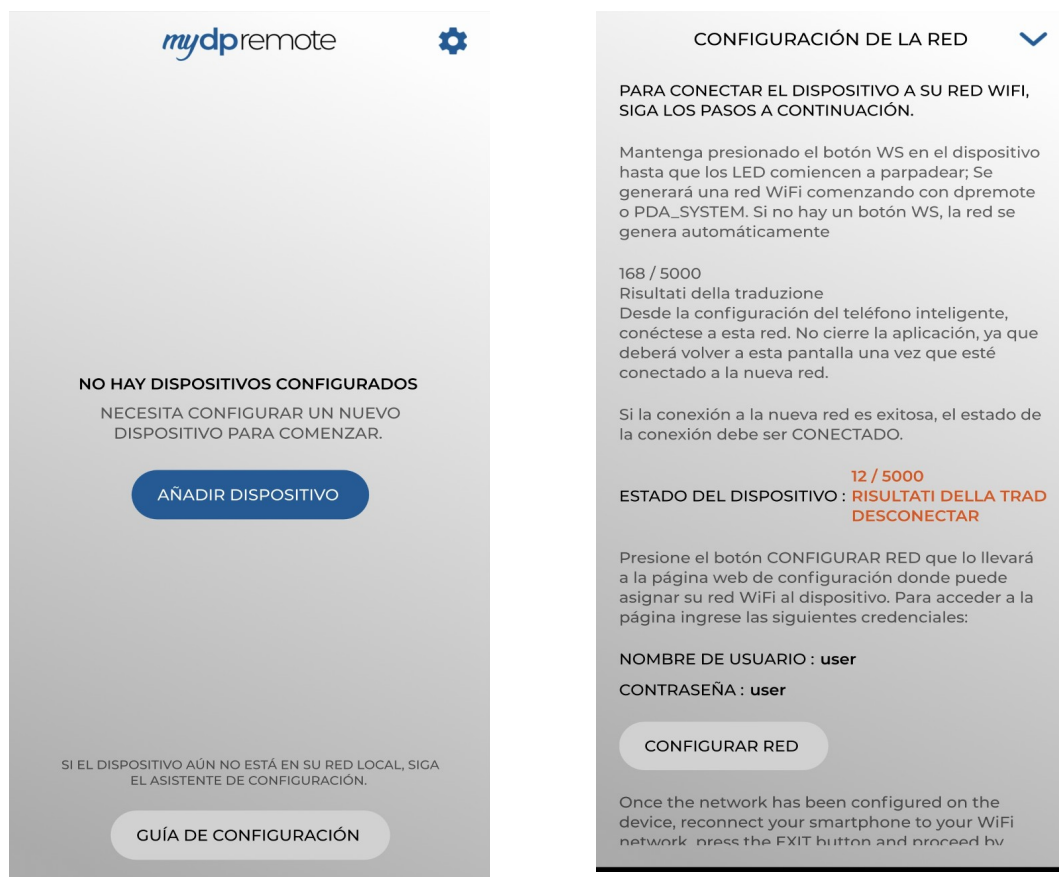 mydpremote
NO HAY DISPOSITIVOS CONFIGURADOS
NECESITA CONFIGURAR UN NUEVO
DISPOSITIVO PARA COMENZAR.
AÑADIR DISPOSITIVO
SI EL DISPOSITIVO AÚN NO ESTÁ EN SU RED LOCAL, SIGA
EL ASISTENTE DE CONFIGURACIÓN.
GUÍA DE CONFIGURACIÓN
CONFIGURACIÓN DE LA RED
PARA CONECTAR EL DISPOSITIVO A SU RED WIFI,
SIGA LOS PASOS A CONTINUACIÓN.
Mantenga presionado el botón WS en el dispositivo
hasta que los LED comiencen a parpadear; Se
generará una red WiFi comenzando con dpremote
o PDA_SYSTEM. Si no hay un botón WS, la red se
genera automáticamente
168 / 5000
Risultati della traduzione
Desde la configuración del teléfono inteligente,
conéctese a esta red. No cierre la aplicación, ya que
deberá volver a esta pantalla una vez que esté
conectado a la nueva red.
Si la conexión a la nueva red es exitosa, el estado de
la conexión debe ser CONECTADO.
12 / 5000
ESTADO DEL DISPOSITIVO : RISULTATI DELLA TRAD
DESCONECTAR
Presione el botón CONFIGURAR RED que lo llevará
a la página web de configuración donde puede
asignar su red WiFi al dispositivo. Para acceder a la
página ingrese las siguientes credenciales:
NOMBRE DE USUARIO : user
CONTRASEÑA : user
CONFIGURAR RED
Once the network has been configured on the
device, reconnect your smartphone to your WiFi
network, press the EXIT button and proceed by